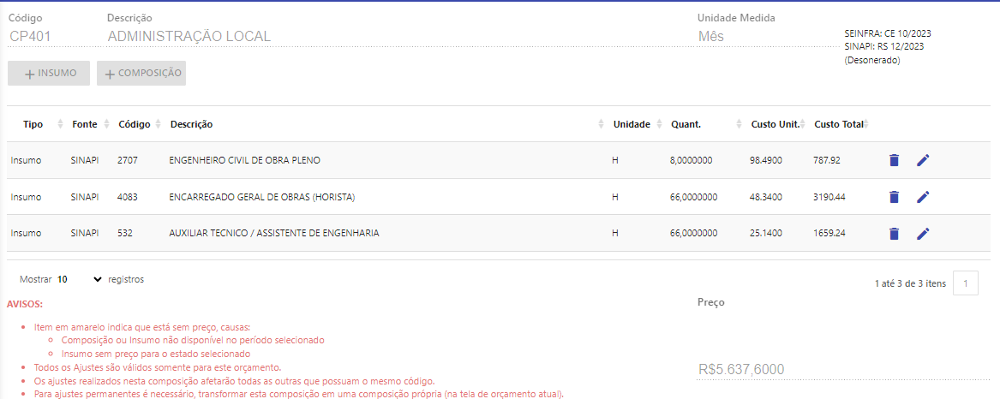 Código Descrição Unidade Medida
CP401 ADMINISTRAÇÃO LOCAL Mês
SEINFRA: CE 10/2023
SINAPI: RS 12/2023
(Desonerado)
+ INSUMO + COMPOSIÇÃO
Tipo Fonte Código Descrição Unidade Quant. Custo Unit. Custo Total
Insumo SINAPI 2707 ENGENHEIRO CIVIL DE OBRA PLENO H 8,0000000 98.4900 787.92
Insumo SINAPI 4083 ENCARREGADO GERAL DE OBRAS (HORISTA) H 66,0000000 48.3400 3190.44
Insumo SINAPI 532 AUXILIAR TECNICO / ASSISTENTE DE ENGENHARIA H 66,0000000 25.1400 1659.24
Mostrar 10 registros
1 até 3 de 3 itens 1
AVISOS:
Preço
• Item em amarelo indica que está sem preço, causas:
◦ Composição ou Insumo não disponível no período selecionado
◦ Insumo sem preço para o estado selecionado
• Todos os Ajustes são válidos somente para este orçamento.
R$5.637,6000
• Os ajustes realizados nesta composição afetarão todas as outras que possuam o mesmo código.
• Para ajustes permanentes é necessário, transformar esta composição em uma composição própria (na tela de orçamento atual).